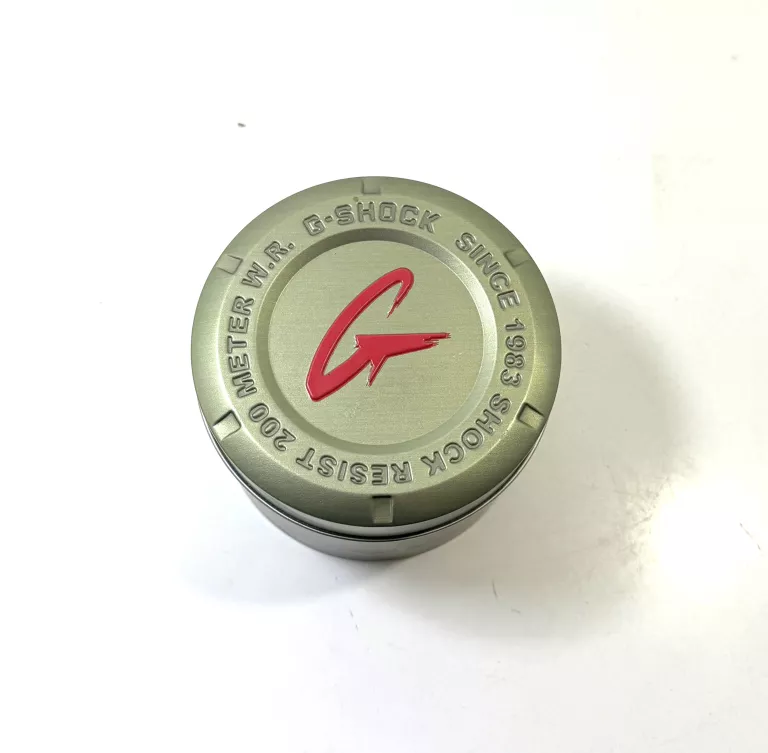 G-SHOCK SINCE 1983 SHOCK RESIST 200 METER W.R.
G